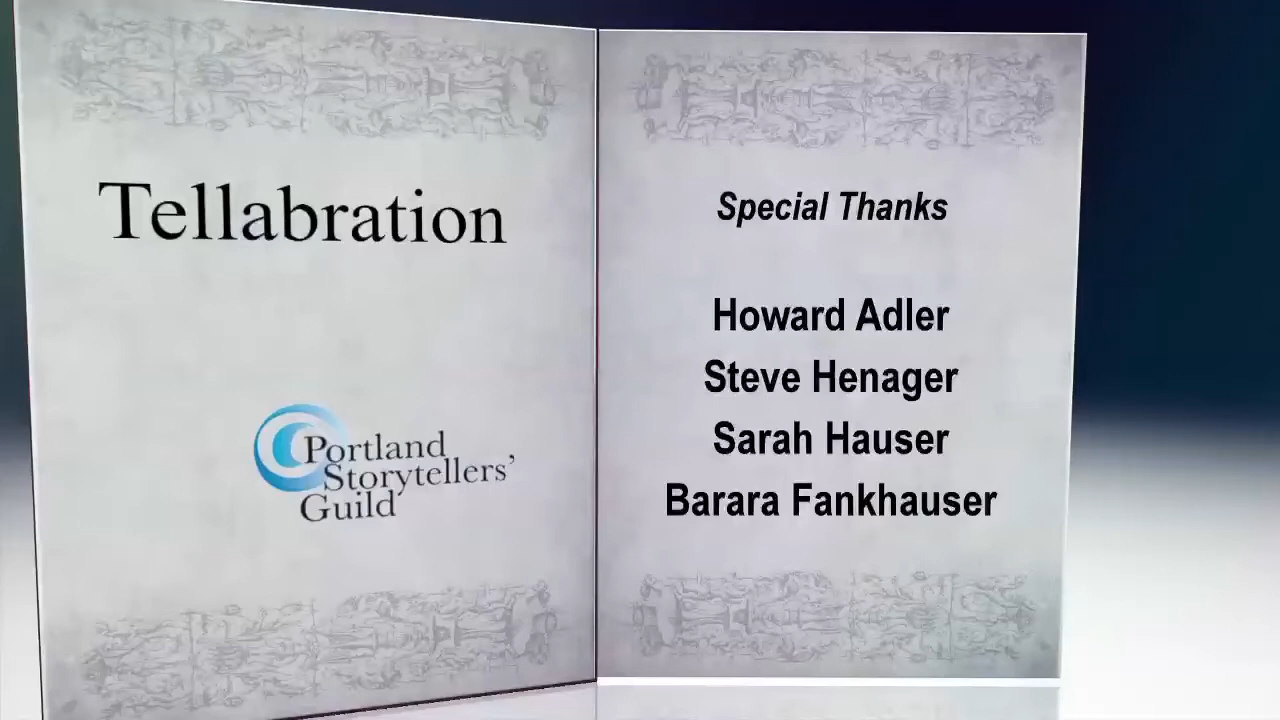 Tellabration
Portland
Storytellers'
Guild
Special Thanks
Howard Adler
Steve Henager
Sarah Hauser
Barara Fankhauser